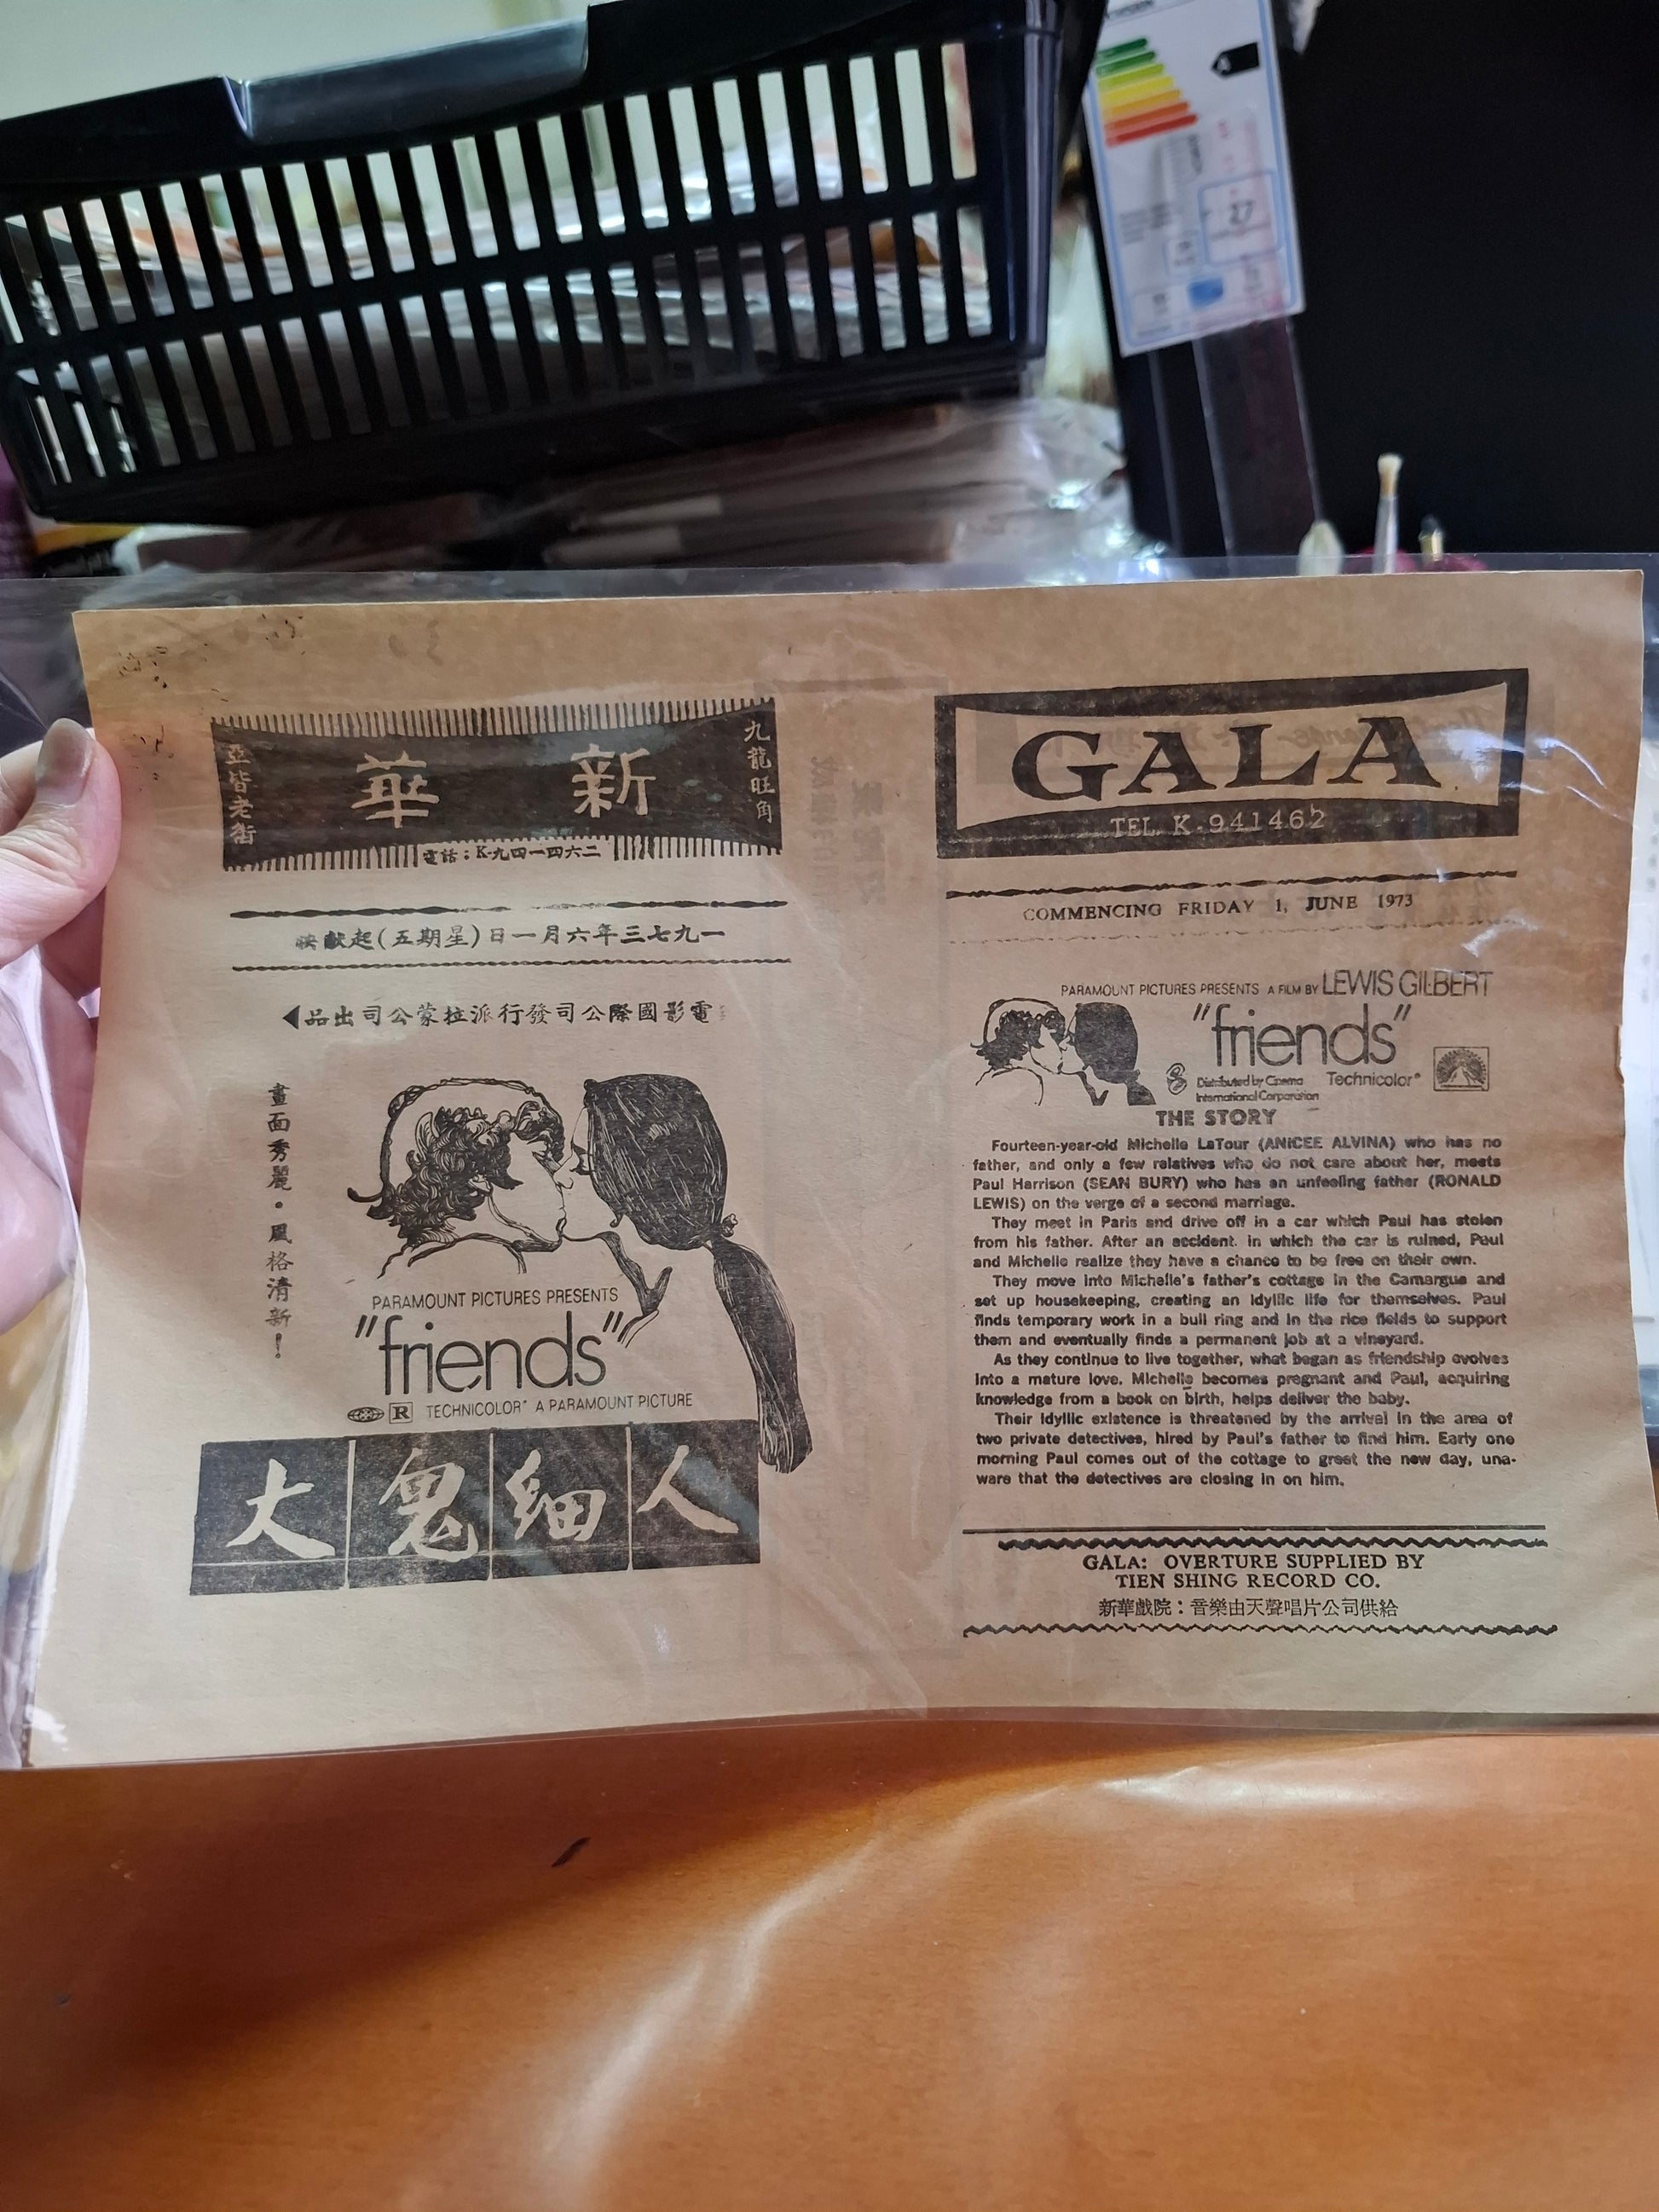 九龍旺角
新華
亞皆老街
電話：K-九四一四六二
一九七三年六月一日(星期五)起獻映
電影國際公司發行派拉蒙公司出品
畫面秀麗・風格清新！
PARAMOUNT PICTURES PRESENTS
"friends"
R TECHNICOLOR® A PARAMOUNT PICTURE
人細鬼大
GALA
TEL. K-941462
COMMENCING FRIDAY 1, JUNE 1973
PARAMOUNT PICTURES PRESENTS A FILM BY LEWIS GILBERT
"friends"
Distributed by Cinema International Corporation Technicolor®
THE STORY
Fourteen-year-old Michelle LaTour (ANICEE ALVINA) who has no
father, and only a few relatives who do not care about her, meets
Paul Harrison (SEAN BURY) who has an unfeeling father (RONALD
LEWIS) on the verge of a second marriage.
They meet in Paris and drive off in a car which Paul has stolen
from his father. After an accident. in which the car is ruined, Paul
and Michelle realize they have a chance to be free on their own.
They move into Michelle's father's cottage in the Camargue and
set up housekeeping, creating an idyllic life for themselves. Paul
finds temporary work in a bull ring and in the rice fields to support
them and eventually finds a permanent job at a vineyard.
As they continue to live together, what began as friendship evolves
into a mature love. Michelle becomes pregnant and Paul, acquiring
knowledge from a book on birth, helps deliver the baby.
Their idyllic existence is threatened by the arrival in the area of
two private detectives, hired by Paul's father to find him. Early one
morning Paul comes out of the cottage to greet the new day, una-
ware that the detectives are closing in on him.
GALA: OVERTURE SUPPLIED BY
TIEN SHING RECORD CO.
新華戲院：音樂由天聲唱片公司供給